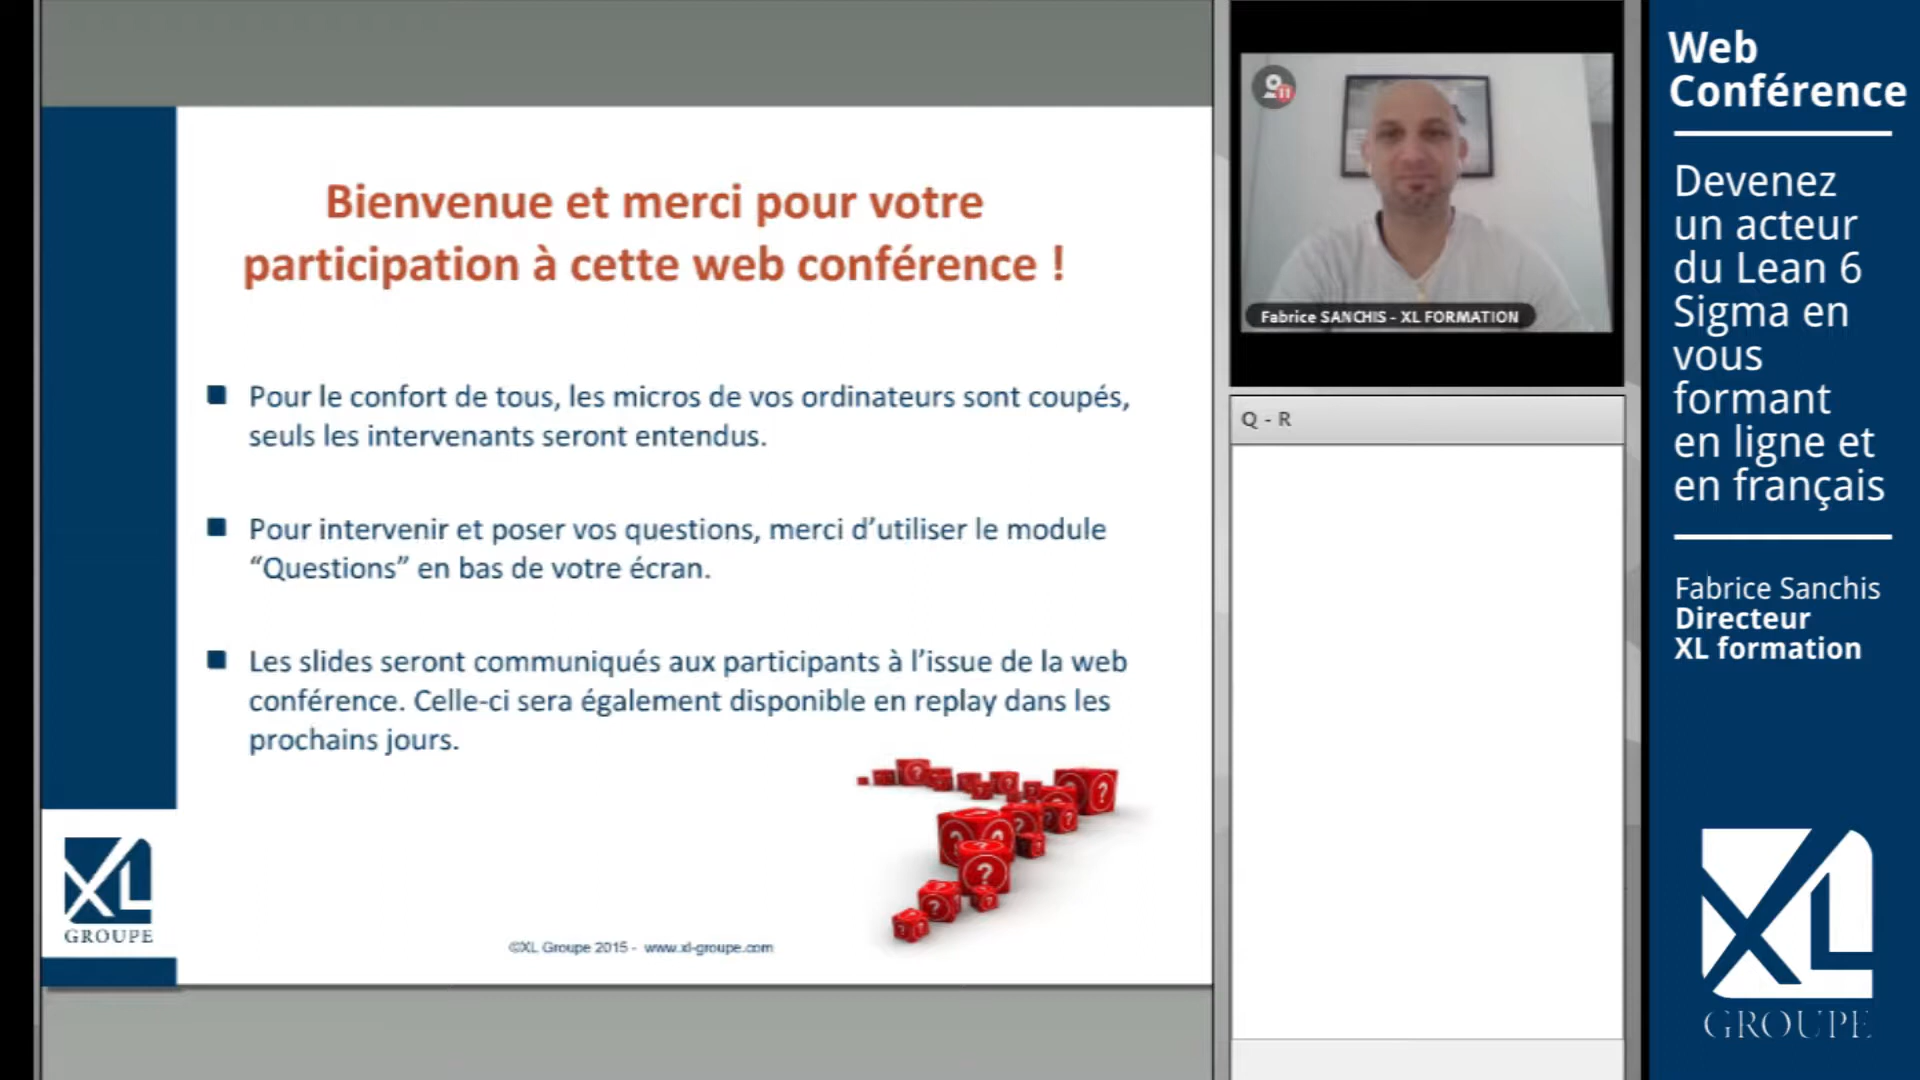 Bienvenue et merci pour votre
participation à cette web conférence !
Pour le confort de tous, les micros de vos ordinateurs sont coupés,
seuls les intervenants seront entendus.
Pour intervenir et poser vos questions, merci d’utiliser le module
“Questions” en bas de votre écran.
Les slides seront communiqués aux participants à l’issue de la web
conférence. Celle-ci sera également disponible en replay dans les
prochains jours.
XL
GROUPE
©XL Groupe 2015 - www.xl-groupe.com
Fabrice SANCHIS - XL FORMATION
Q - R
Web
Conférence
Devenez
un acteur
du Lean 6
Sigma en
vous
formant
en ligne et
en français
Fabrice Sanchis
Directeur
XL formation
XL
GROUPE